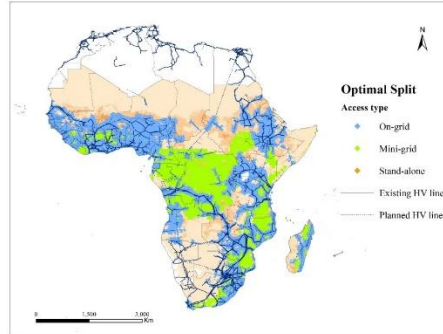 N
Optimal Split
Access type
On-grid
Mini-grid
Stand-alone
Existing HV line
Planned HV line
0 1,500 3,000
Km